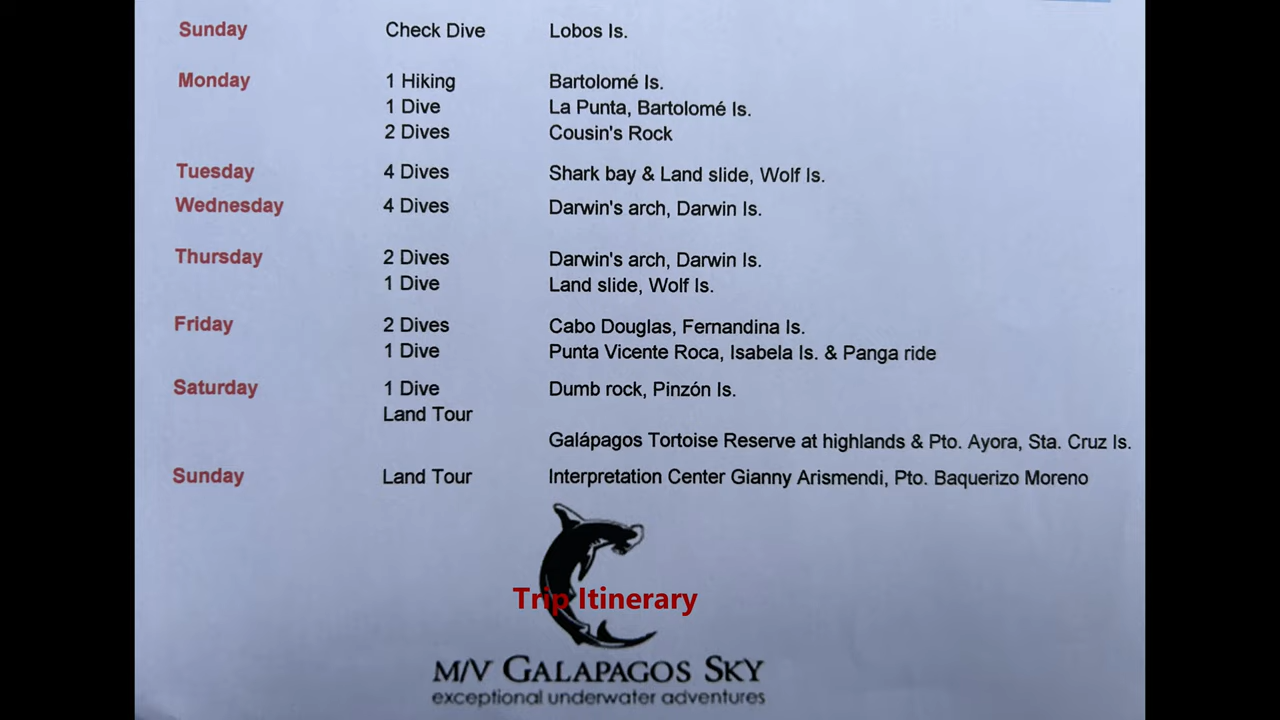 Sunday Check Dive Lobos Is.
Monday 1 Hiking Bartolomé Is.
1 Dive La Punta, Bartolomé Is.
2 Dives Cousin's Rock
Tuesday 4 Dives Shark bay & Land slide, Wolf Is.
Wednesday 4 Dives Darwin's arch, Darwin Is.
Thursday 2 Dives Darwin's arch, Darwin Is.
1 Dive Land slide, Wolf Is.
Friday 2 Dives Cabo Douglas, Fernandina Is.
1 Dive Punta Vicente Roca, Isabela Is. & Panga ride
Saturday 1 Dive Dumb rock, Pinzón Is.
Land Tour
Galápagos Tortoise Reserve at highlands & Pto. Ayora, Sta. Cruz Is.
Sunday Land Tour Interpretation Center Gianny Arismendi, Pto. Baquerizo Moreno
Trip Itinerary
M/V GALAPAGOS SKY
exceptional underwater adventures